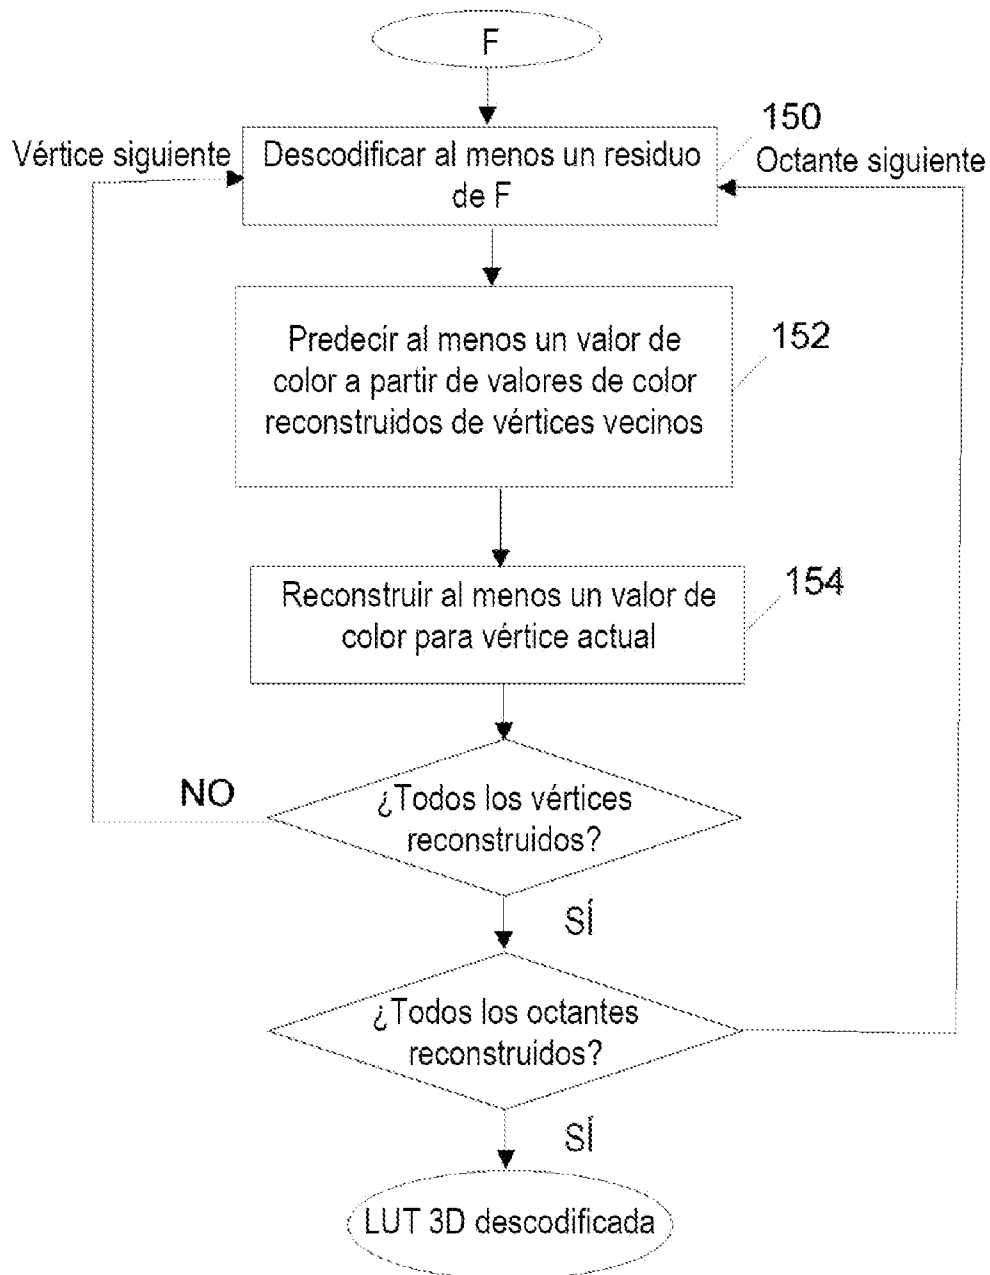 F
150
Vértice siguiente
Descodificar al menos un residuo
de F
Octante siguiente
Predecír al menos un valor de
color a partir de valores de color
reconstruidos de vértices vecinos
152
Reconstruir al menos un valor de
color para vértice actual
154
¿Todos los vértices
reconstruidos?
NO
SÍ
¿Todos los octantes
reconstruidos?
SÍ
LUT 3D descodificada